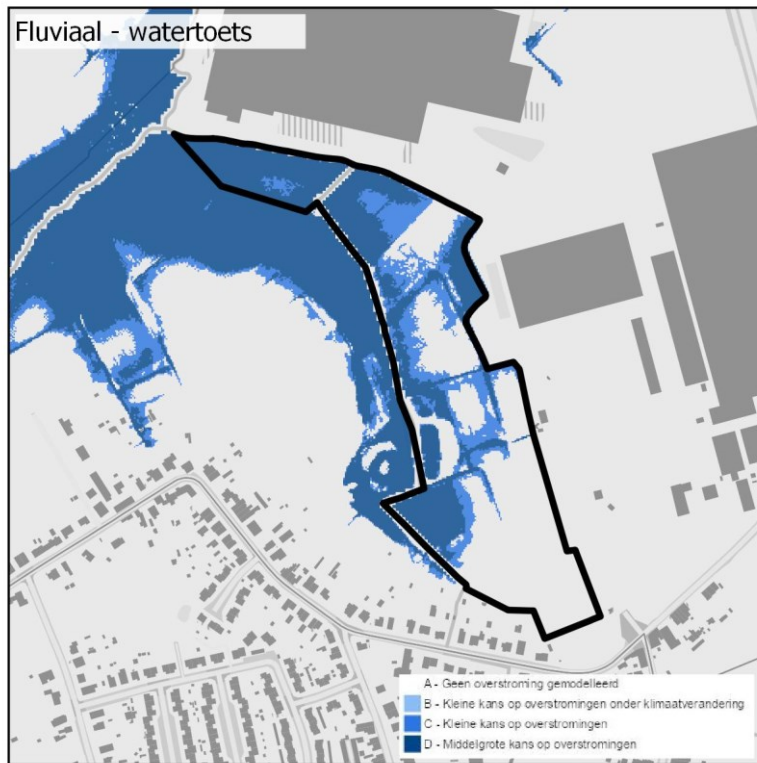 Fluviaal - watertoets
A - Geen overstroming gemodelleerd
B - Kleine kans op overstromingen onder klimaatverandering
C - Kleine kans op overstromingen
D - Middelgrote kans op overstromingen